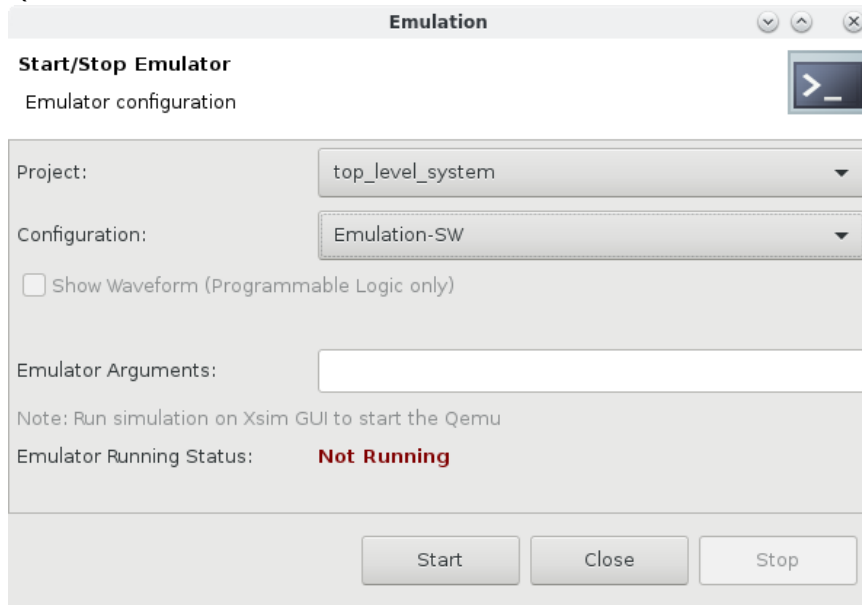 Emulation
Start/Stop Emulator
Emulator configuration
>_
Project: top_level_system
Configuration: Emulation-SW
Show Waveform (Programmable Logic only)
Emulator Arguments:
Note: Run simulation on Xsim GUI to start the Qemu
Emulator Running Status: Not Running
Start Close Stop